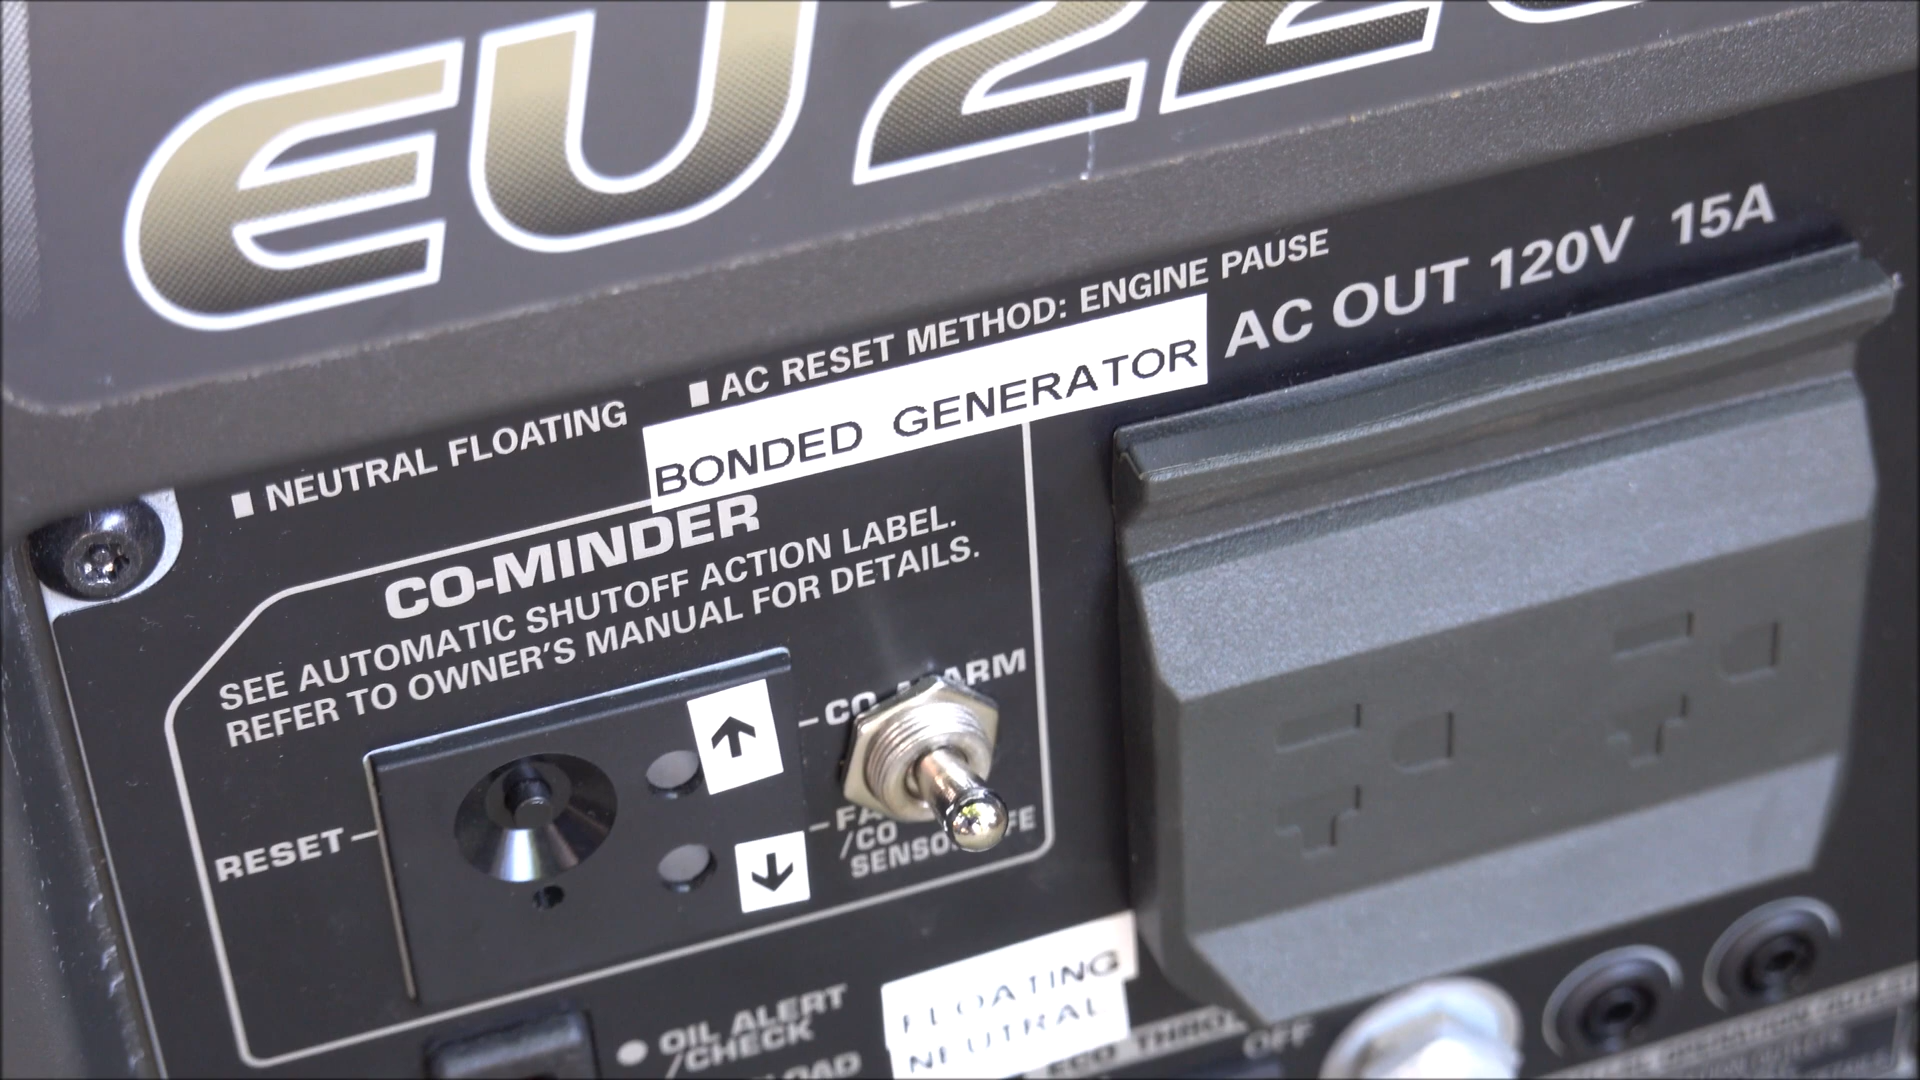 EU22
■ NEUTRAL FLOATING
■ AC RESET METHOD: ENGINE PAUSE
BONDED GENERATOR
AC OUT 120V 15A
CO-MINDER
SEE AUTOMATIC SHUTOFF ACTION LABEL.
REFER TO OWNER'S MANUAL FOR DETAILS.
RESET
CO ALARM
/CO
FLOATING
NEUTRAL
OIL ALERT
/CHECK
OFF